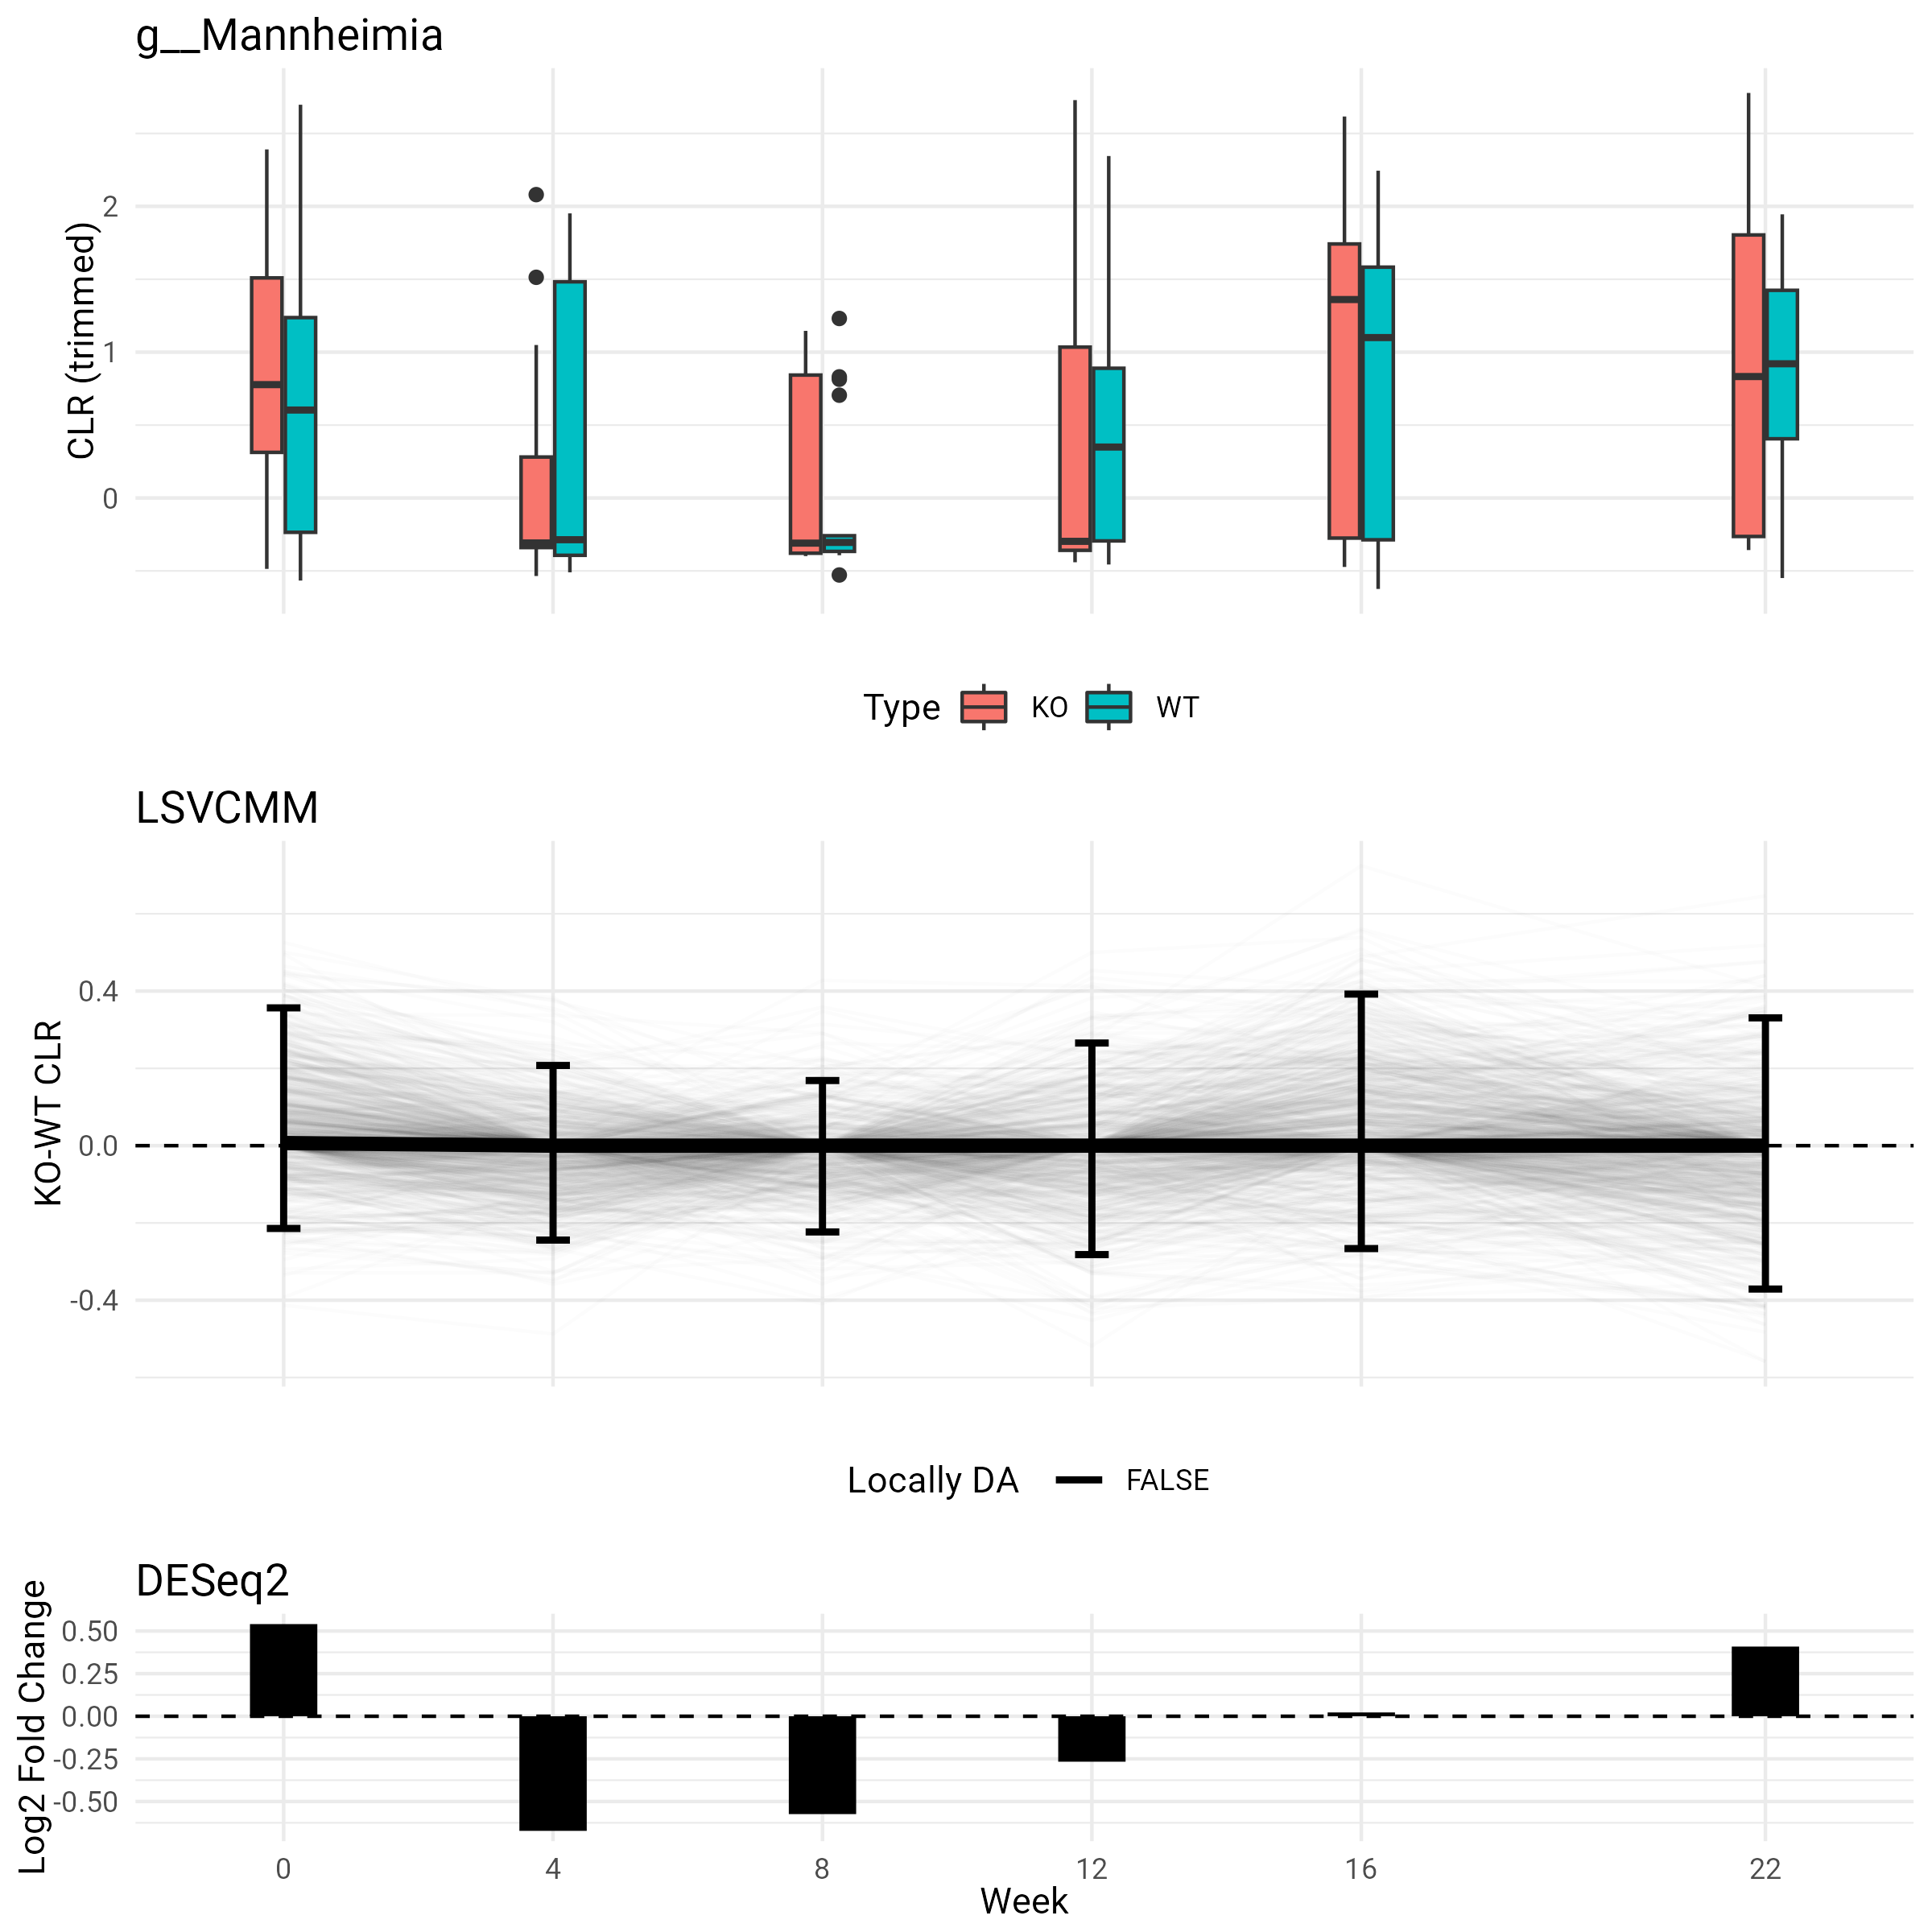 g__Mannheimia
CLR (trimmed)
2
1
0
Type KO WT
LSVCMM
KO-WT CLR
0.4
0.0
-0.4
Locally DA FALSE
DESeq2
Log2 Fold Change
0.50
0.25
0.00
-0.25
-0.50
0 4 8 12 16 22
Week